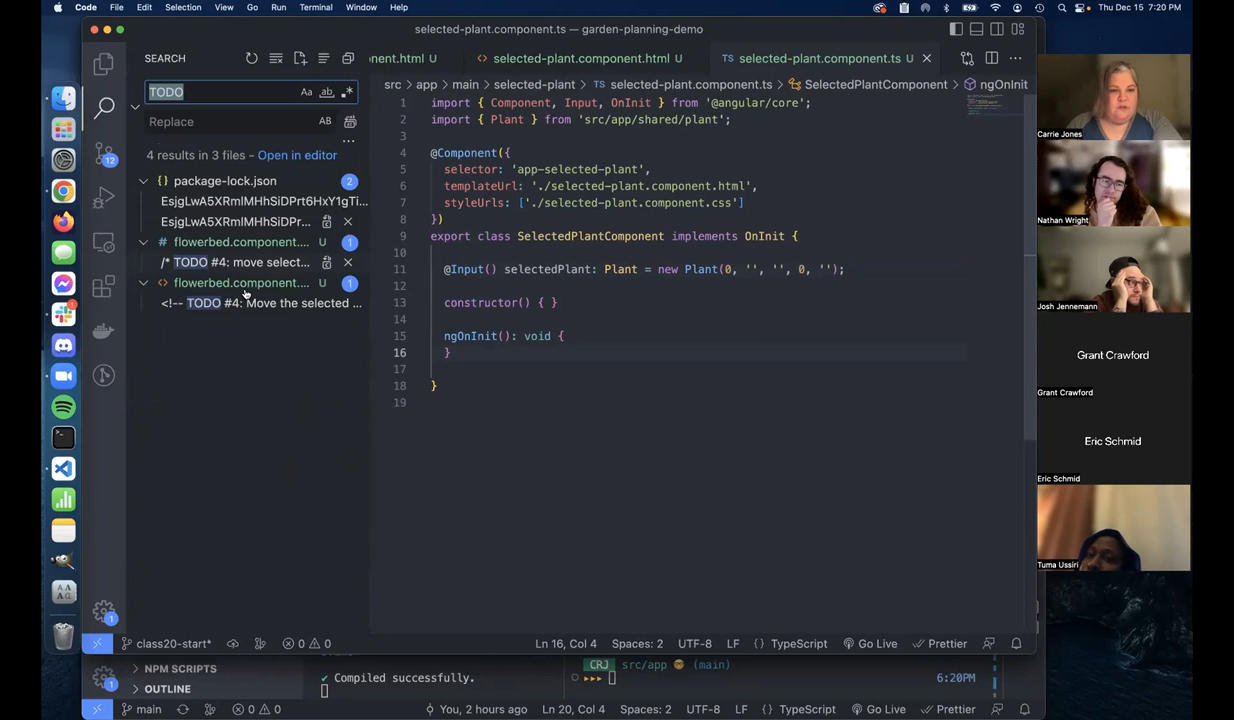 Code File Edit Selection View Go Run Terminal Window Help Thu Dec 15 7:20 PM
selected-plant.component.ts — garden-planning-demo
SEARCH
nent.html U
selected-plant.component.html U
TS selected-plant.component.ts U
TODO
Aa ab
Replace
AB
4 results in 3 files - Open in editor
{} package-lock.json 2
EsjgLwA5XRmlMHhSiDPrt6HxY1gTi...
EsjgLwA5XRmlMHhSiDPr...
# flowerbed.component.... U 1
/* TODO #4: move select...
<> flowerbed.component.... U 1
<!-- TODO #4: Move the selected ...
12
1
src > app > main > selected-plant > TS selected-plant.component.ts > SelectedPlantComponent > ngOnInit
1 import { Component, Input, OnInit } from '@angular/core';
2 import { Plant } from 'src/app/shared/plant';
3
4 @Component({
5 selector: 'app-selected-plant',
6 templateUrl: './selected-plant.component.html',
7 styleUrls: ['./selected-plant.component.css']
8 })
9 export class SelectedPlantComponent implements OnInit {
10
11 @Input() selectedPlant: Plant = new Plant(0, '', '', 0, '');
12
13 constructor() { }
14
15 ngOnInit(): void {
16 }
17
18 }
19
class20-start* 0 0 Ln 16, Col 4 Spaces: 2 UTF-8 LF {} TypeScript Go Live Prettier
NPM SCRIPTS
OUTLINE
1
✔ Compiled successfully.
CRJ src/app (main)
6:20PM
main 0 0 You, 2 hours ago Ln 20, Col 4 Spaces: 2 UTF-8 LF {} TypeScript Go Live Prettier
Carrie Jones
Nathan Wright
Josh Jennemann
Grant Crawford
Grant Crawford
Eric Schmid
Eric Schmid
Tuma Ussiri